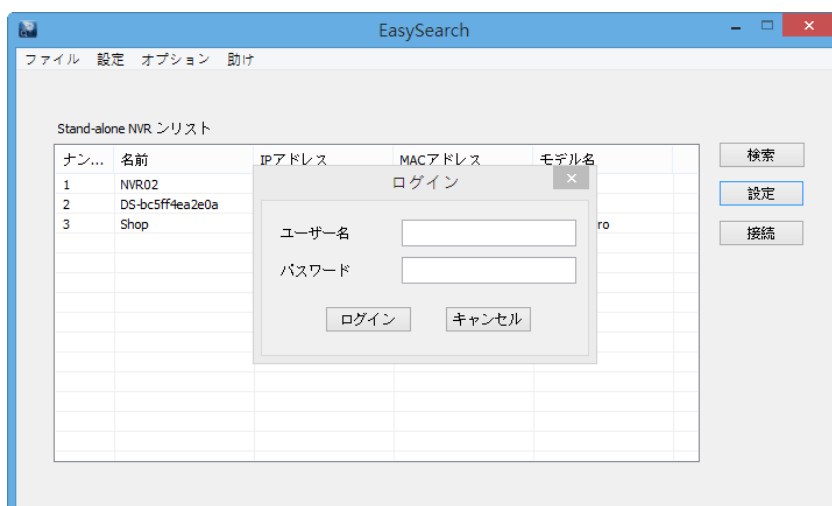 EasySearch
ファイル 設定 オプション 助け
Stand-alone NVR ンリスト
ナン... 名前 IPアドレス MACアドレス モデル名
検索
ログイン
1 NVR02
設定
2 DS-bc5ff4ea2e0a
3 Shop ro
接続
ユーザー名
パスワード
ログイン キャンセル